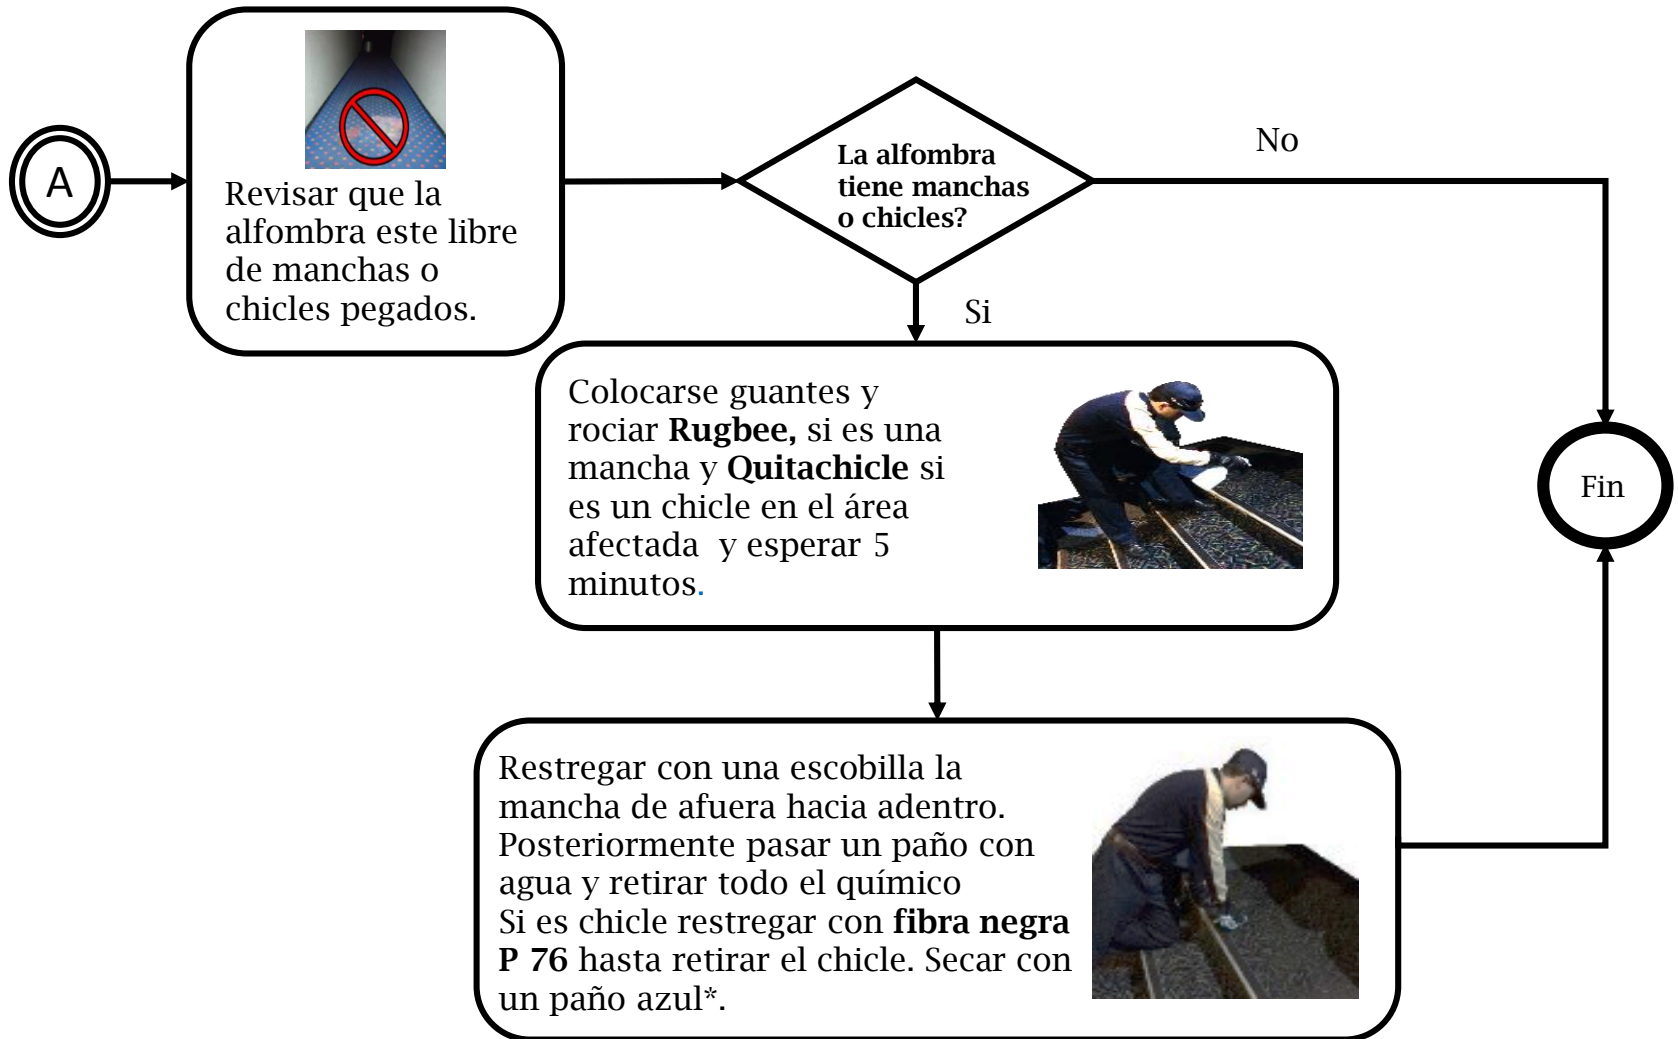 A
Revisar que la
alfombra este libre
de manchas o
chicles pegados.
La alfombra
tiene manchas
o chicles?
No
Si
Colocarse guantes y
rociar Rugbee, si es una
mancha y Quitachicle si
es un chicle en el área
afectada  y esperar 5
minutos.
Fin
Restregar con una escobilla la
mancha de afuera hacia adentro.
Posteriormente pasar un paño con
agua y retirar todo el químico
Si es chicle restregar con fibra negra
P 76 hasta retirar el chicle. Secar con
un paño azul*.